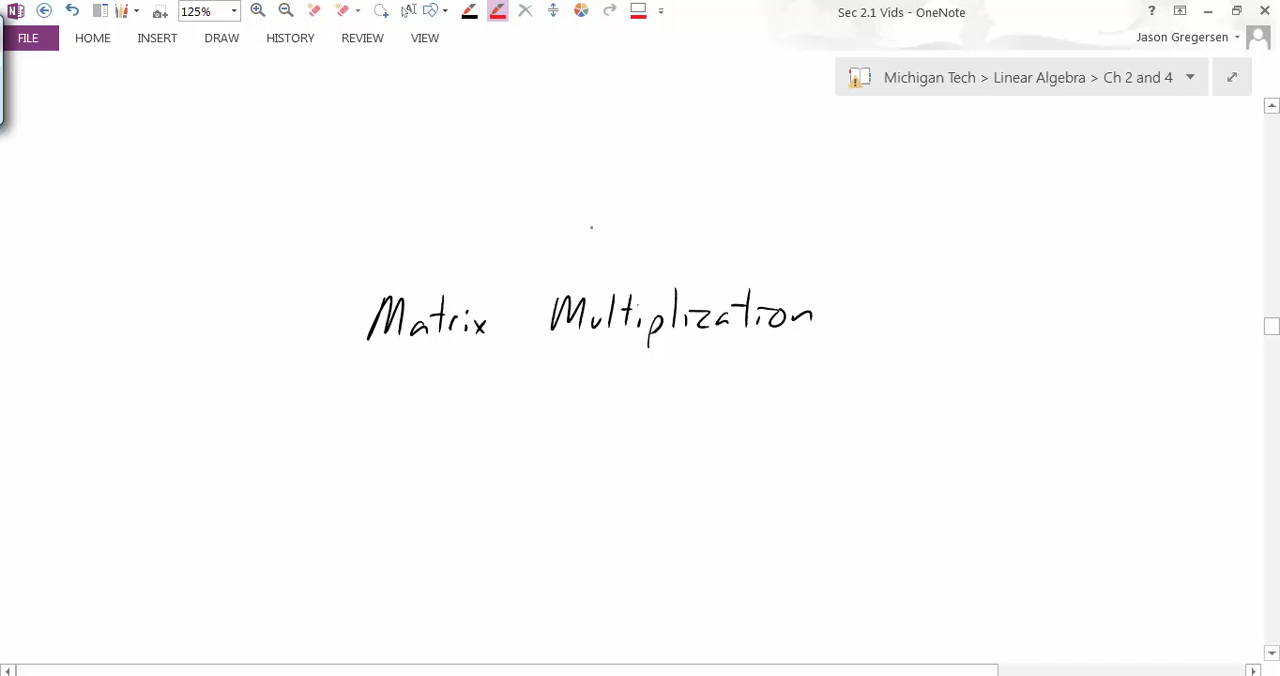 125%
Sec 2.1 Vids - OneNote
?
FILE HOME INSERT DRAW HISTORY REVIEW VIEW
Jason Gregersen
Michigan Tech > Linear Algebra > Ch 2 and 4
Matrix Multiplization